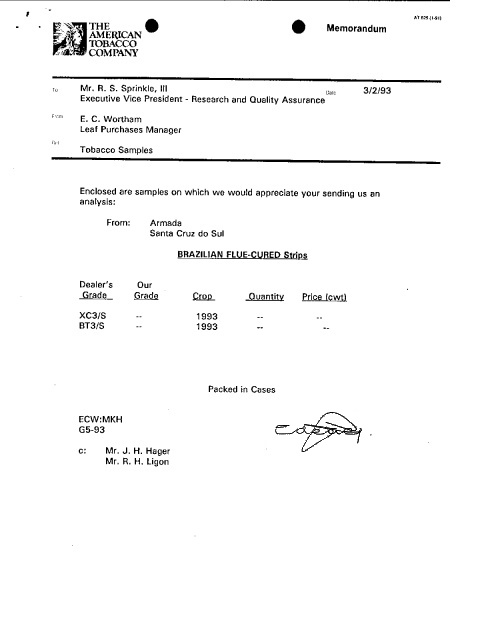 AT 025 (1-91)
THE
AMERICAN
TOBACCO
COMPANY
Memorandum
To Mr. R. S. Sprinkle, III Date 3/2/93
Executive Vice President - Research and Quality Assurance
From E. C. Wortham
Leaf Purchases Manager
Tobacco Samples
Enclosed are samples on which we would appreciate your sending us an
analysis:
From: Armada
Santa Cruz do Sul
BRAZILIAN FLUE-CURED Strips
Dealer's Our
Grade Grade Crop Quantity Price (cwt)
XC3/S -- 1993 -- --
BT3/S -- 1993 -- --
Packed in Cases
ECW:MKH
G5-93
c: Mr. J. H. Hager
Mr. R. H. Ligon